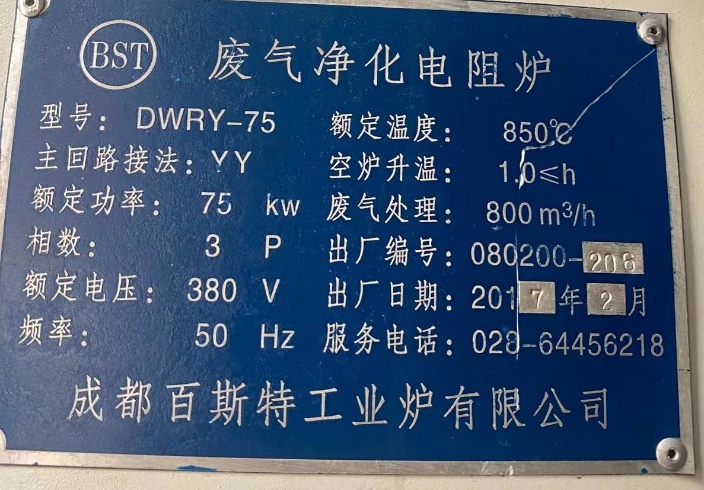 BST 废气净化电阻炉
型号: DWRY-75 额定温度: 850℃
主回路接法: YY 空炉升温: 1.0≤h
额定功率: 75 kw 废气处理: 800 m³/h
相数: 3 P 出厂编号: 080200-206
额定电压: 380 V 出厂日期: 2017年2月
频率: 50 Hz 服务电话: 028-64456218
成都百斯特工业炉有限公司